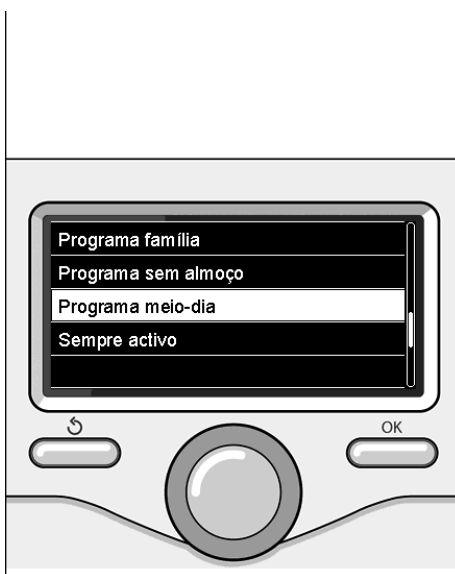 Programa família
Programa sem almoço
Programa meio-dia
Sempre activo
OK